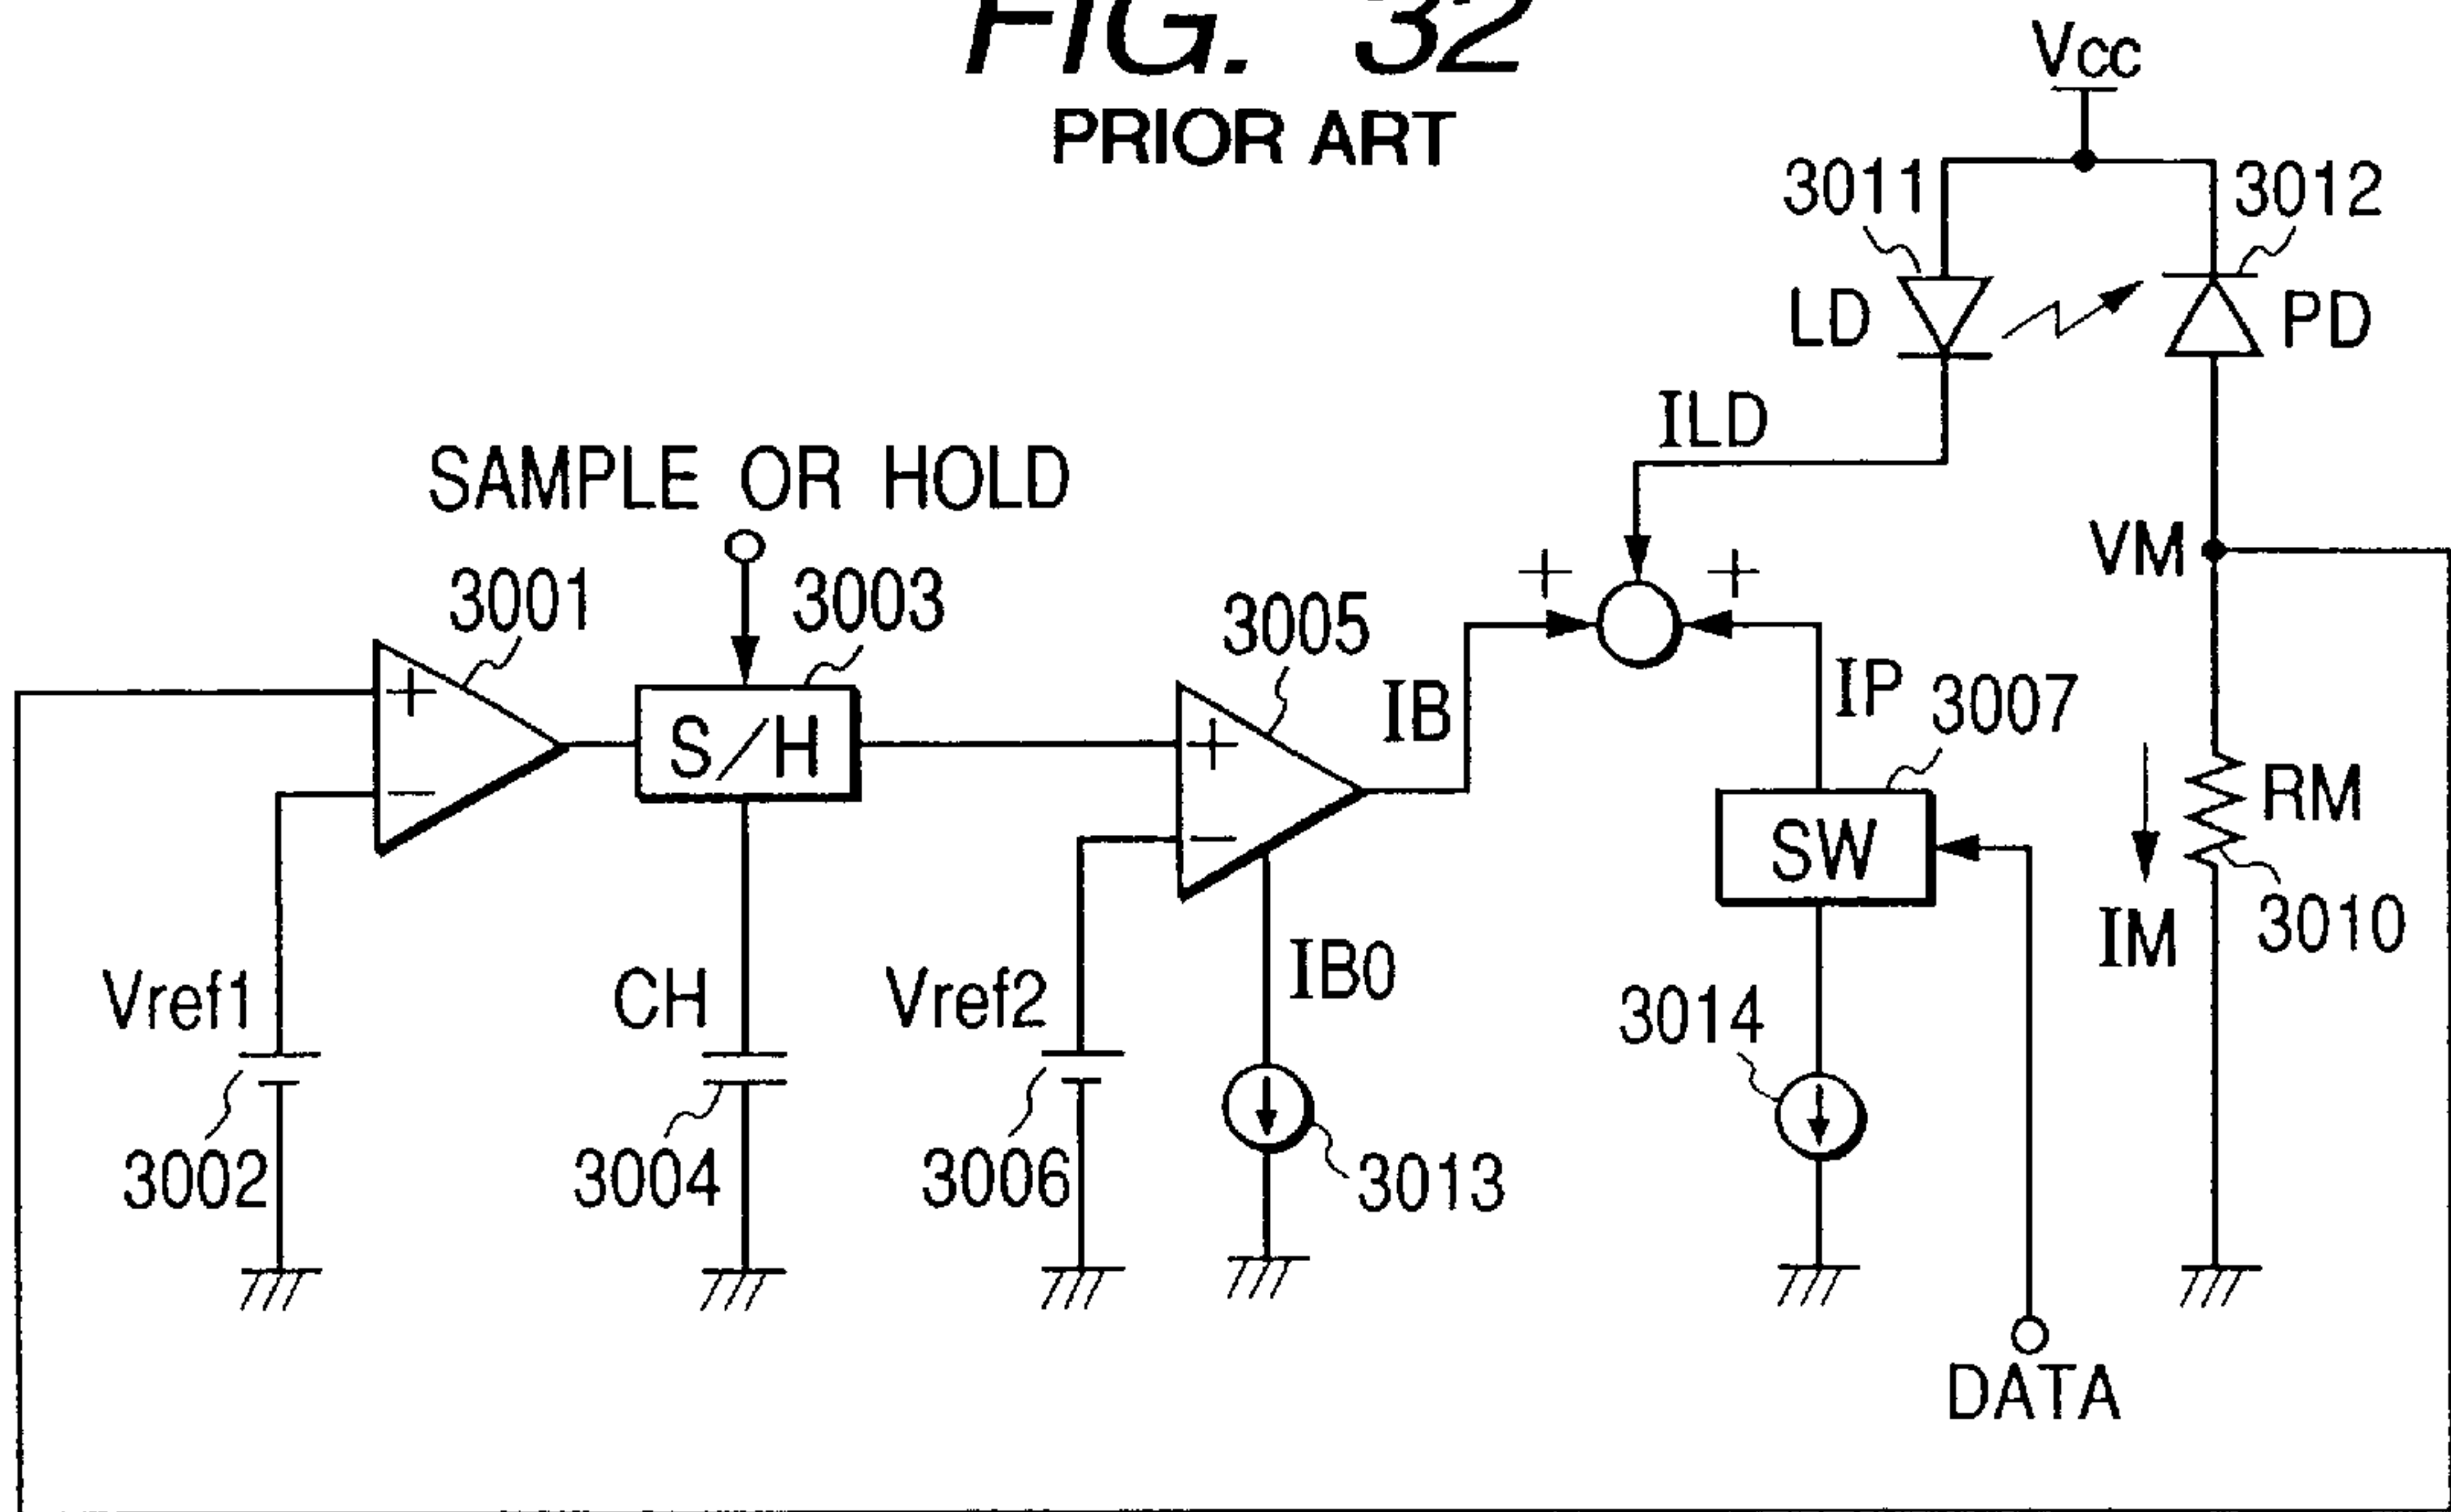 FIG. 32
PRIOR ART
Vcc
3011
3012
LD
PD
ILD
SAMPLE OR HOLD
VM
3001
3003
3005
+
+
+
S/H
−
+
−
IB
IP
3007
SW
RM
IM
3010
Vref1
CH
Vref2
IB0
3014
3002
3004
3006
3013
DATA